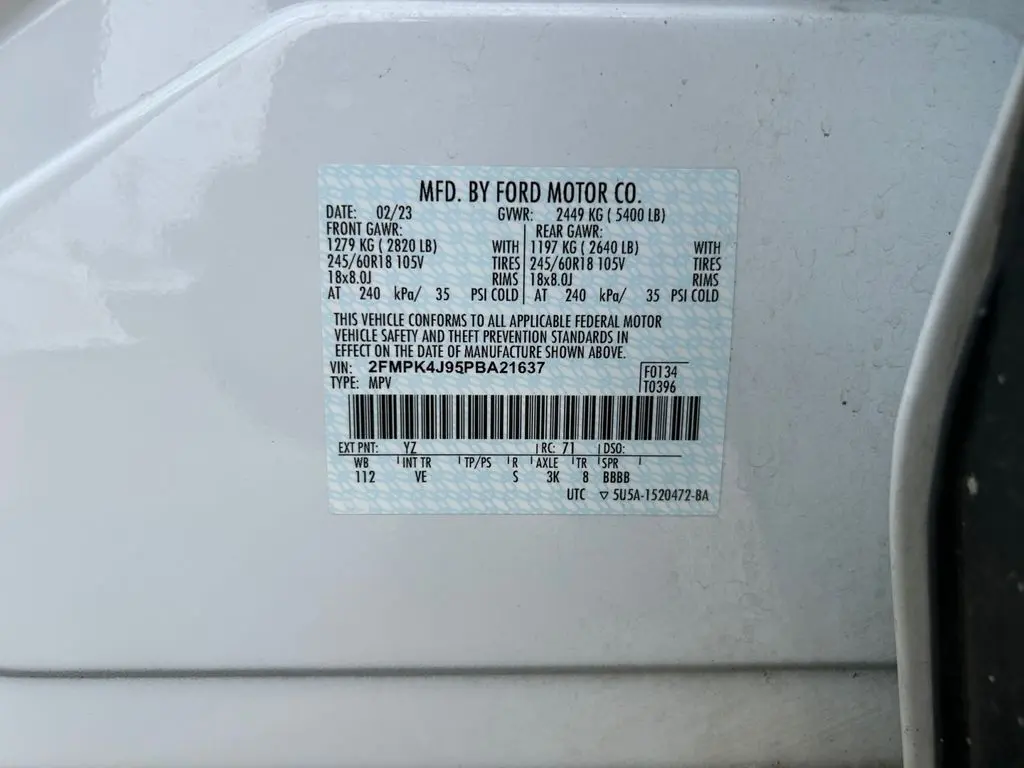 MFD. BY FORD MOTOR CO.
DATE: 02/23 GVWR: 2449 KG ( 5400 LB)
FRONT GAWR: REAR GAWR:
1279 KG ( 2820 LB) WITH 1197 KG ( 2640 LB) WITH
245/60R18 105V TIRES 245/60R18 105V TIRES
18x8.0J RIMS 18x8.0J RIMS
AT 240 kPa/ 35 PSI COLD AT 240 kPa/ 35 PSI COLD
THIS VEHICLE CONFORMS TO ALL APPLICABLE FEDERAL MOTOR
VEHICLE SAFETY AND THEFT PREVENTION STANDARDS IN
EFFECT ON THE DATE OF MANUFACTURE SHOWN ABOVE.
VIN: 2FMPK4J95PBA21637 F0134
TYPE: MPV T0396
EXT PNT: YZ RC: 71 DSO:
WB INT TR TP/PS R AXLE TR SPR
112 VE S 3K 8 BBBB
UTC ▽ 5U5A-1520472-BA